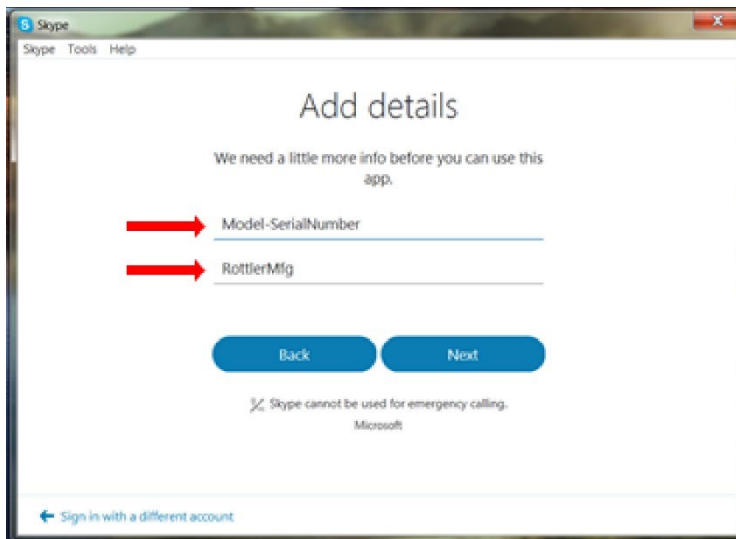 Skype
Skype Tools Help
Add details
We need a little more info before you can use this
app.
Model-SerialNumber
RottlerMfg
Back Next
Skype cannot be used for emergency calling.
Microsoft
Sign in with a different account